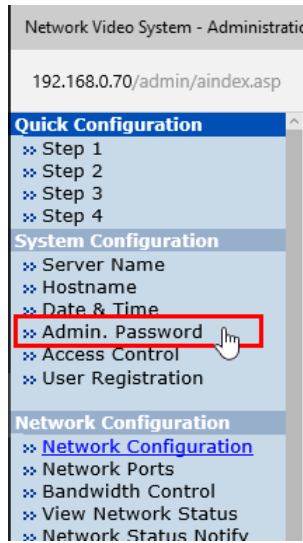 Network Video System - Administratio
192.168.0.70/admin/aindex.asp
Quick Configuration
» Step 1
» Step 2
» Step 3
» Step 4
System Configuration
» Server Name
» Hostname
» Date & Time
» Admin. Password
» Access Control
» User Registration
Network Configuration
» Network Configuration
» Network Ports
» Bandwidth Control
» View Network Status
» Network Status Notify